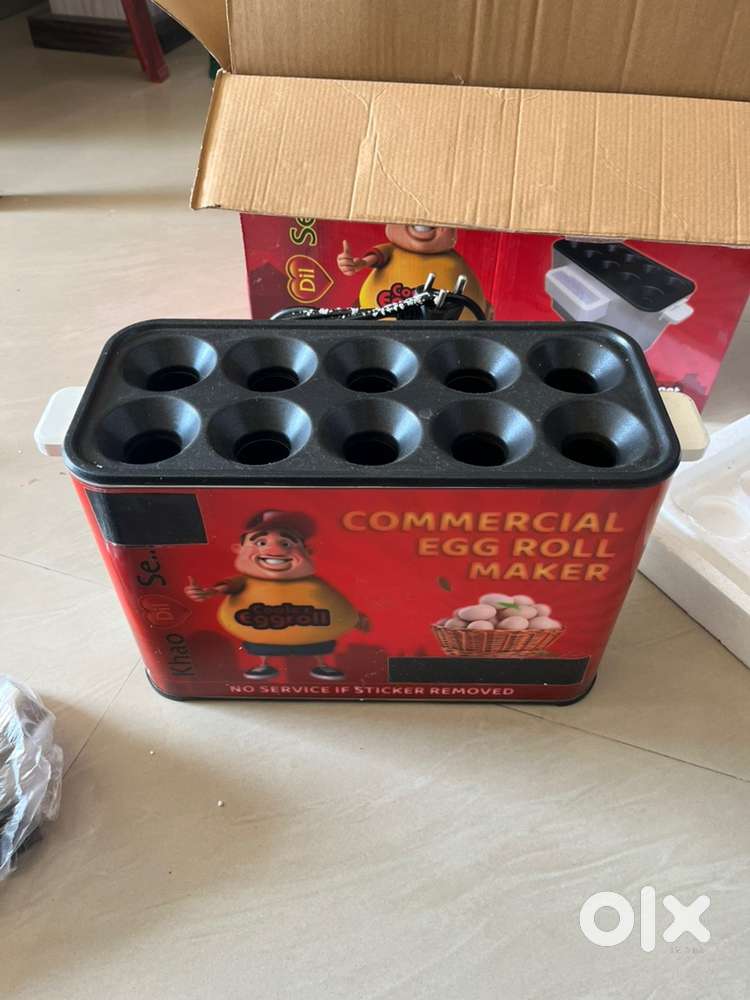 Dil
Se
COMMERCIAL
EGG ROLL
MAKER
Khao Dil Se...
Eggroll
NO SERVICE IF STICKER REMOVED
olx